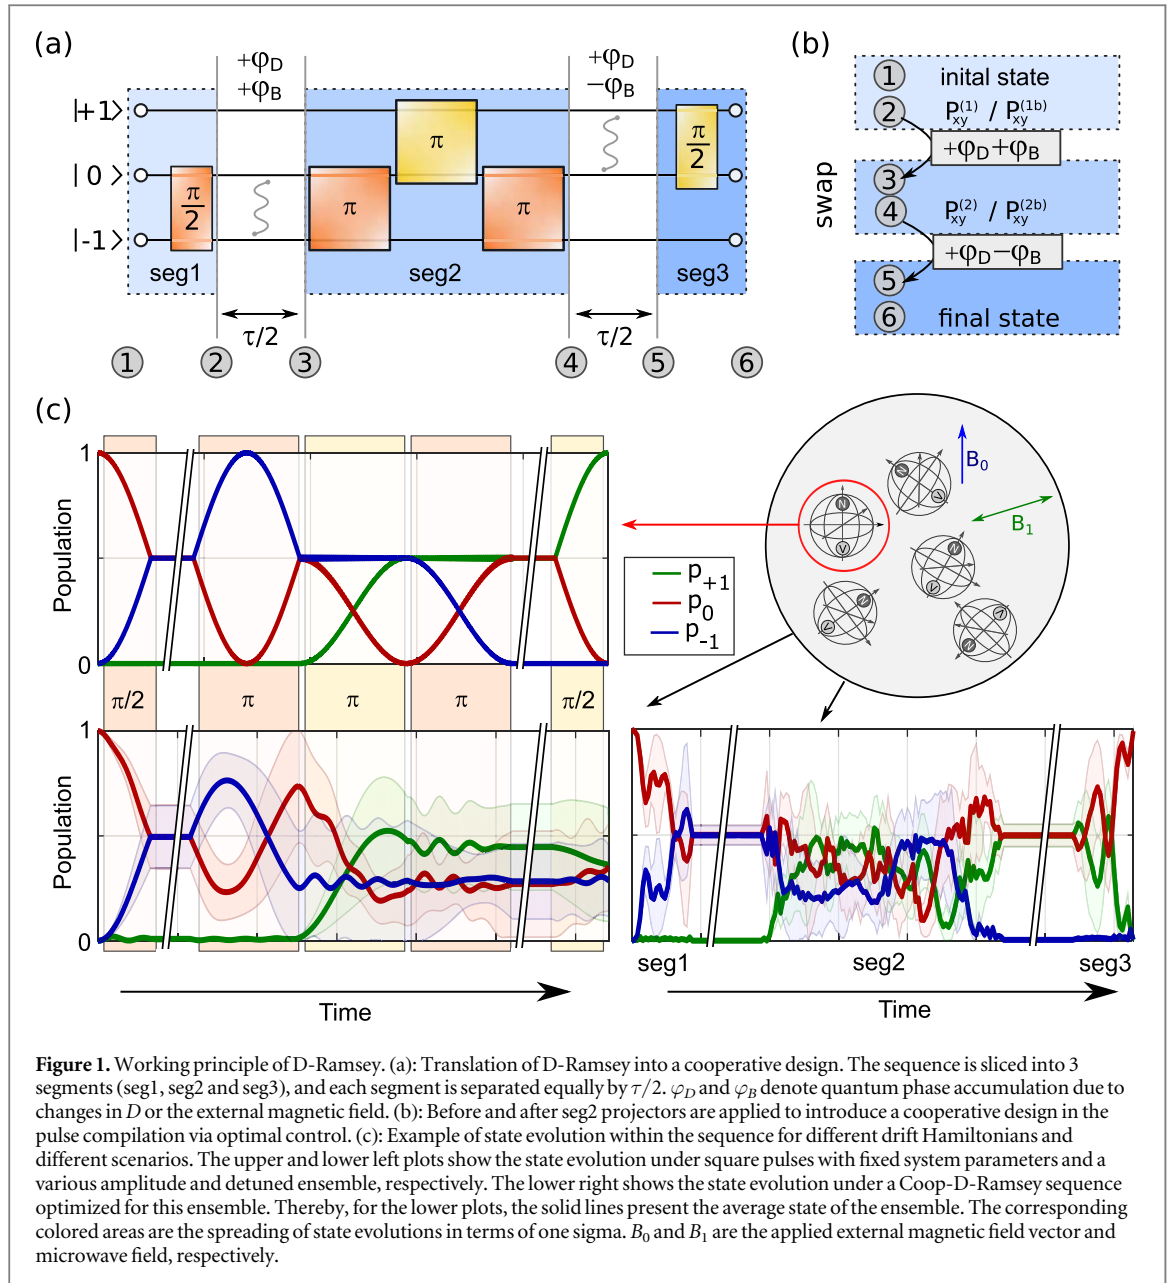 (a)
+φD
+φB
+φD
−φB
|+1>
| 0 >
|-1>
π/2
π
π
π
π/2
seg1
seg2
seg3
τ/2
τ/2
1 2 3 4 5 6
(b)
swap
1 inital state
2 Pxy(1) / Pxy(1b)
+φD+φB
3
4 Pxy(2) / Pxy(2b)
+φD−φB
5
6 final state
(c)
1
Population
0
π/2 π π π π/2
1
Population
0
Time
B0
B1
N V
N V
N V
N V
N V
p+1
p0
p-1
seg1 seg2 seg3
Time
Figure 1. Working principle of D-Ramsey. (a): Translation of D-Ramsey into a cooperative design. The sequence is sliced into 3
segments (seg1, seg2 and seg3), and each segment is separated equally by τ/2. φD and φB denote quantum phase accumulation due to
changes in D or the external magnetic field. (b): Before and after seg2 projectors are applied to introduce a cooperative design in the
pulse compilation via optimal control. (c): Example of state evolution within the sequence for different drift Hamiltonians and
different scenarios. The upper and lower left plots show the state evolution under square pulses with fixed system parameters and a
various amplitude and detuned ensemble, respectively. The lower right shows the state evolution under a Coop-D-Ramsey sequence
optimized for this ensemble. Thereby, for the lower plots, the solid lines present the average state of the ensemble. The corresponding
colored areas are the spreading of state evolutions in terms of one sigma. B0 and B1 are the applied external magnetic field vector and
microwave field, respectively.